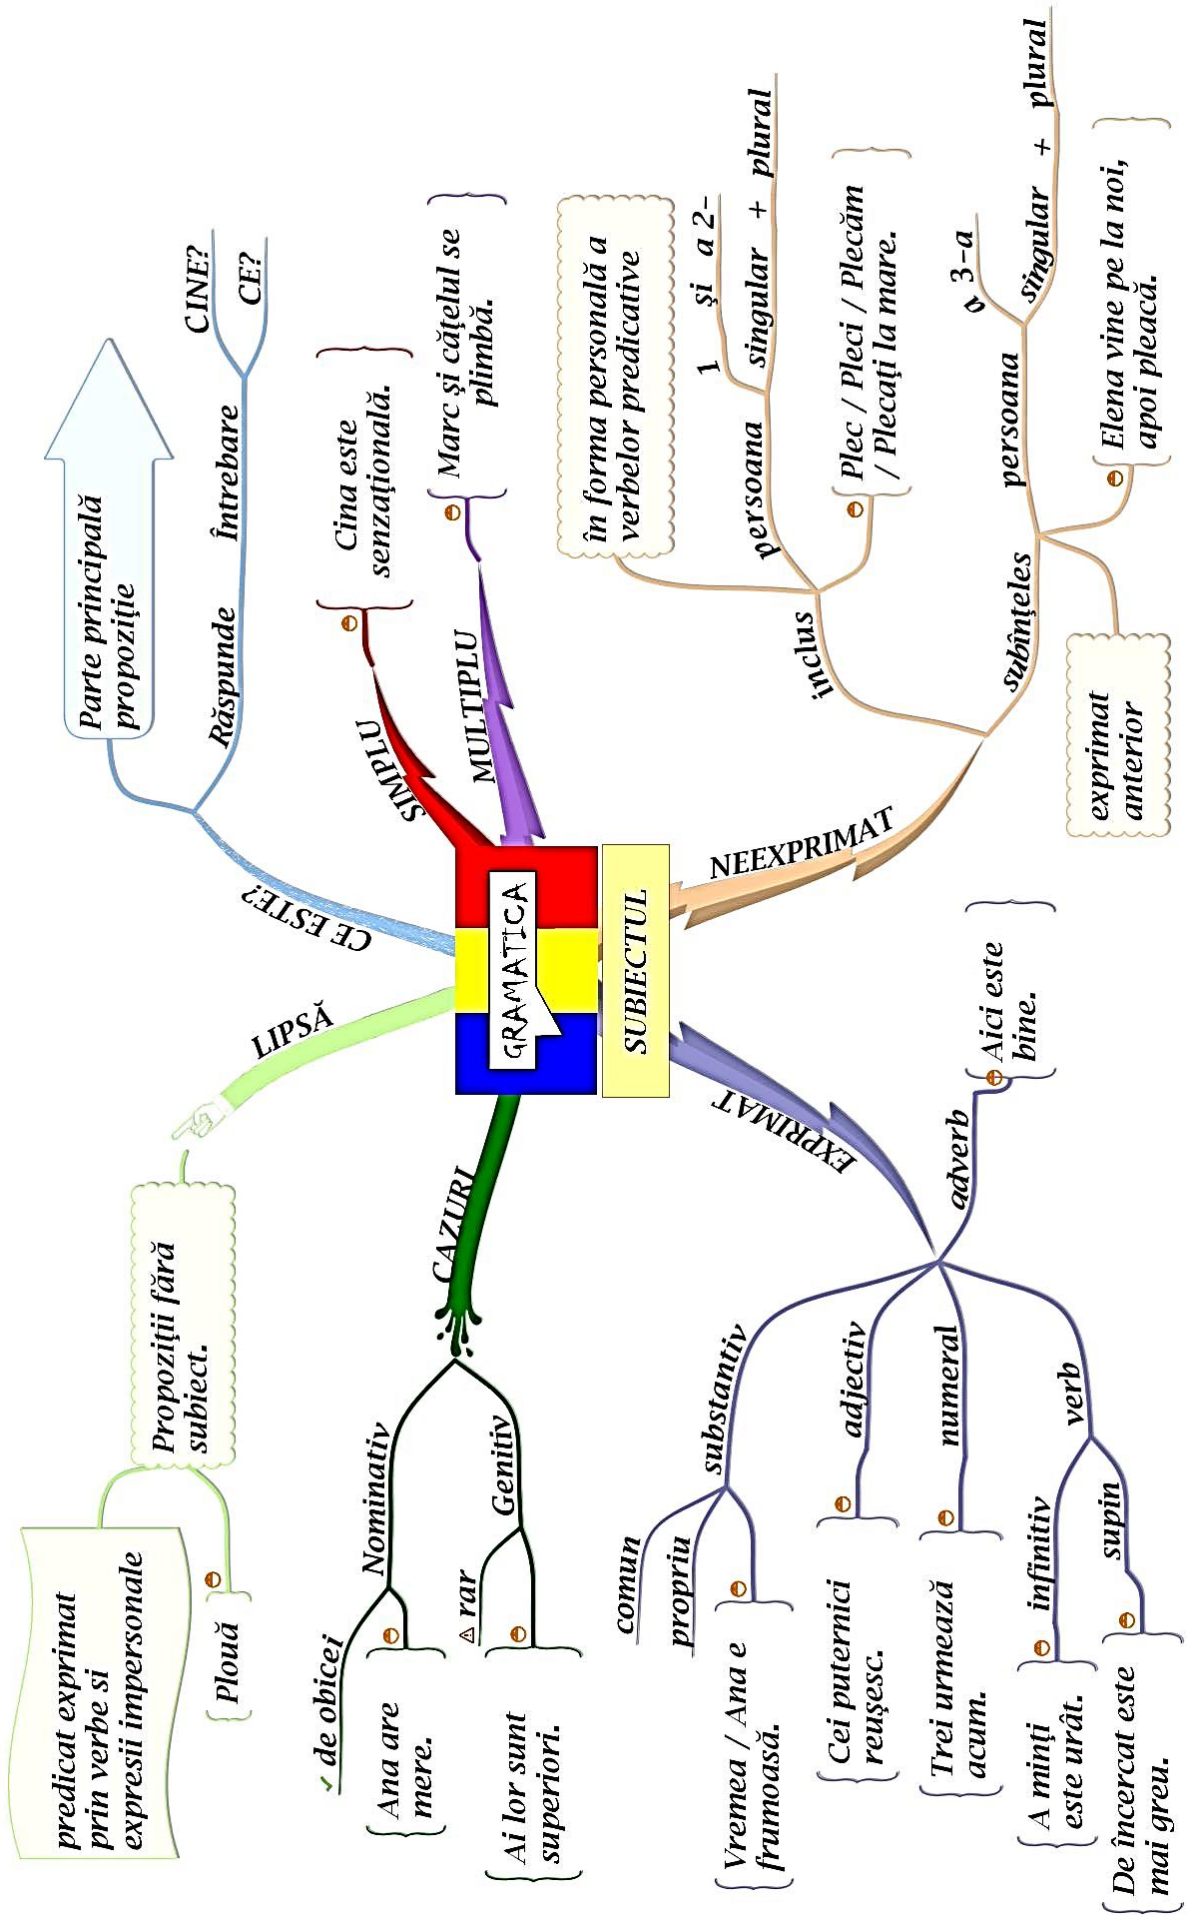 GRAMATICA
SUBIECTUL
CE ESTE?
Parte principală
propoziție
Răspunde
Întrebare
CINE?
CE?
SIMPLU
Cina este
senzațională.
MULTIPLU
Marc și cățelul se
plimbă.
NEEXPRIMAT
inclus
în forma personală a
verbelor predicative
persoana
1 și a 2-
singular + plural
Plec / Pleci / Plecăm
/ Plecați la mare.
subînțeles
persoana
a 3-a
singular + plural
Elena vine pe la noi,
apoi pleacă.
exprimat
anterior
EXPRIMAT
adverb
Aici este
bine.
substantiv
comun
propriu
Vremea / Ana e
frumoasă.
adjectiv
Cei puternici
reușesc.
numeral
Trei urmează
acum.
verb
infinitiv
A minți
este urât.
supin
De încercat este
mai greu.
CAZURI
Nominativ
de obicei
Ana are
mere.
Genitiv
rar
Ai lor sunt
superiori.
LIPSĂ
Propoziții fără
subiect.
predicat exprimat
prin verbe si
expresii impersonale
Plouă